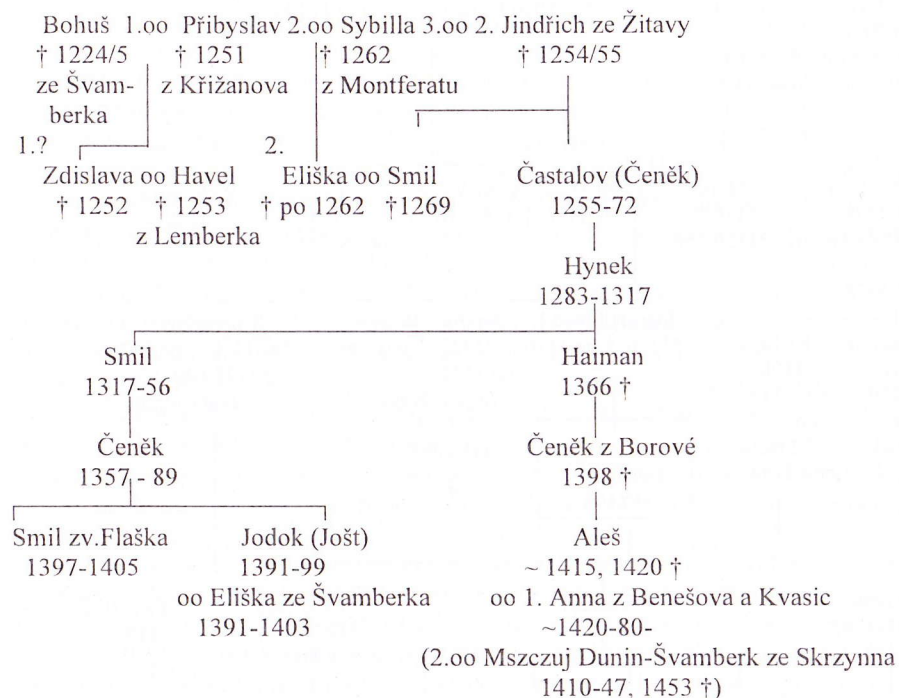 Bohuš 1.oo Přibyslav 2.oo Sybilla 3.oo 2. Jindřich ze Žitavy
† 1224/5 † 1251 † 1262 † 1254/55
ze Švam- z Křižanova z Montferatu
berka
1.? 2.
Zdislava oo Havel Eliška oo Smil Častalov (Čeněk)
† 1252 † 1253 † po 1262 †1269 1255-72
z Lemberka
Hynek
1283-1317
Smil Haiman
1317-56 1366 †
Čeněk Čeněk z Borové
1357 - 89 1398 †
Smil zv.Flaška Jodok (Jošt) Aleš
1397-1405 1391-99 ~ 1415, 1420 †
oo Eliška ze Švamberka oo 1. Anna z Benešova a Kvasic
1391-1403 ~1420-80-
(2.oo Mszczuj Dunin-Švamberk ze Skrzynna
1410-47, 1453 †)